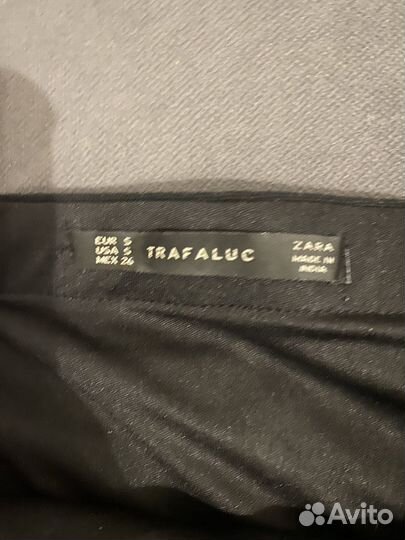 EUR S
USA S
MEX 26
TRAFALUC
ZARA
MADE IN
INDIA
Avito